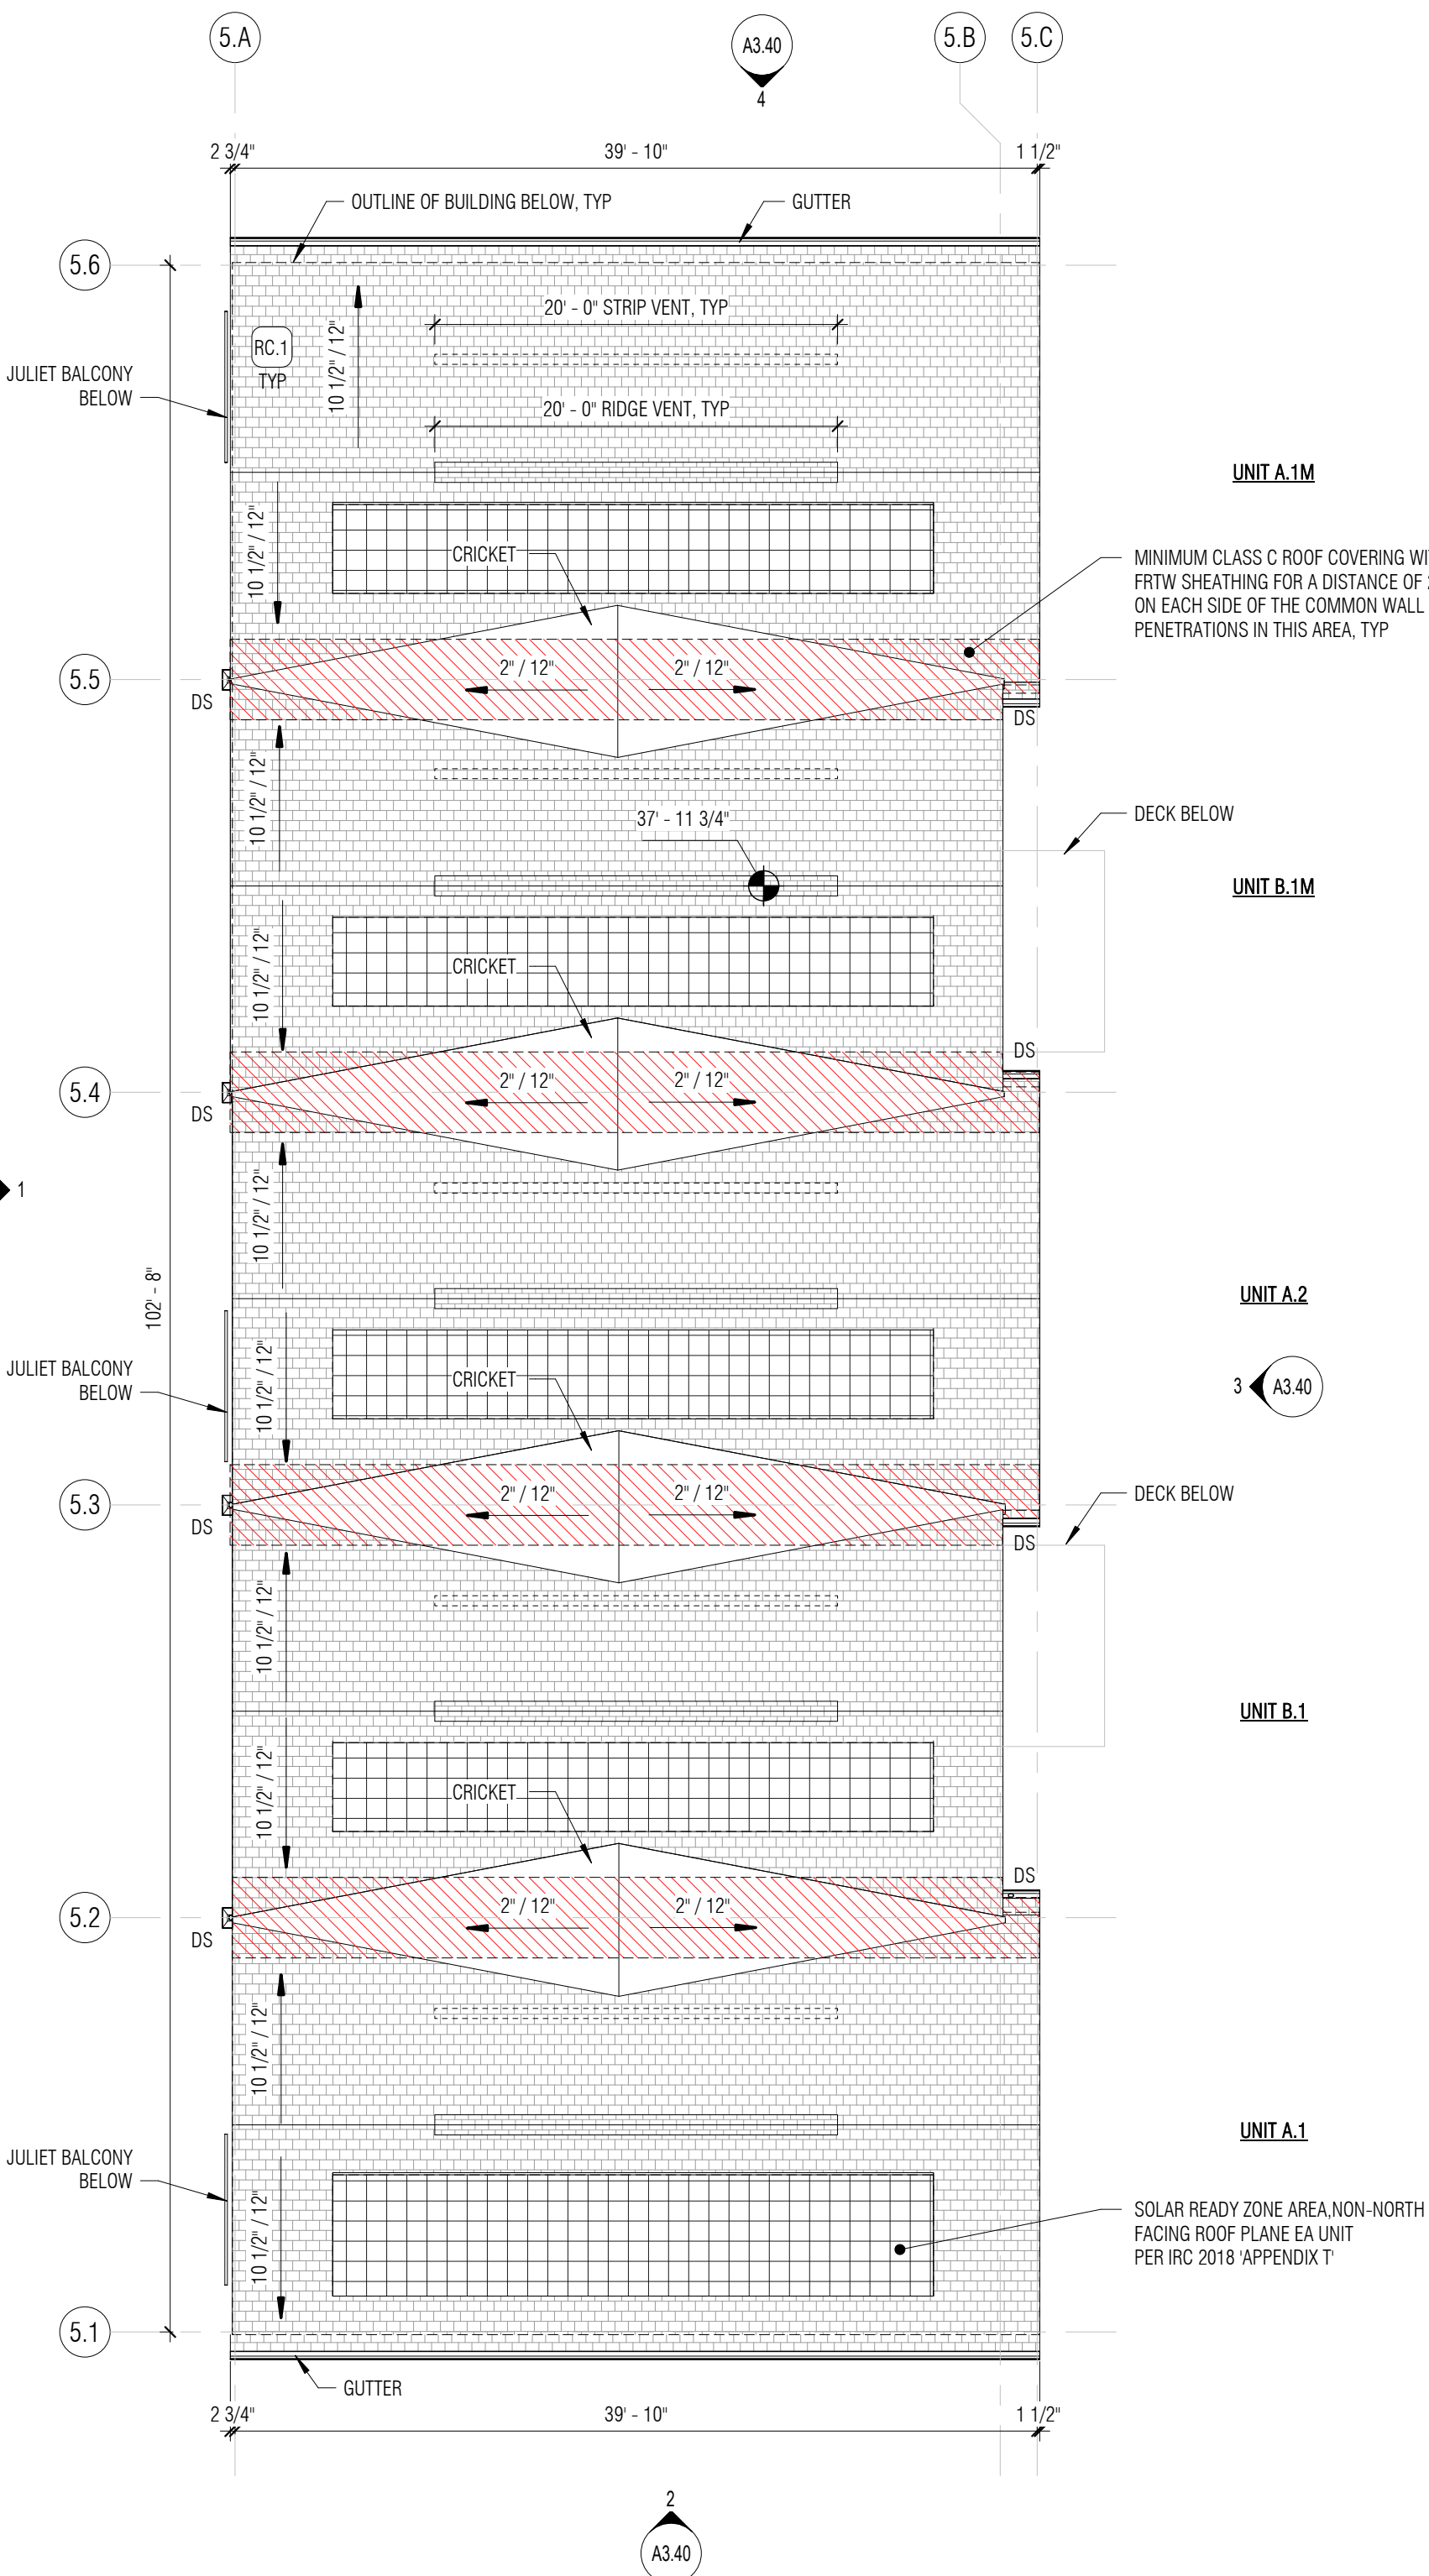 5.A
A3.40
4
5.B
5.C
2 3/4"
39' - 10"
1 1/2"
OUTLINE OF BUILDING BELOW, TYP
GUTTER
5.6
20' - 0" STRIP VENT, TYP
RC.1
TYP
10 1/2" / 12"
JULIET BALCONY
BELOW
20' - 0" RIDGE VENT, TYP
UNIT A.1M
10 1/2" / 12"
CRICKET
MINIMUM CLASS C ROOF COVERING
FRTW SHEATHING FOR A DISTANCE OF
ON EACH SIDE OF THE COMMON WALL
PENETRATIONS IN THIS AREA, TYP
5.5
2" / 12"
2" / 12"
DS
DS
10 1/2" / 12"
37' - 11 3/4"
DECK BELOW
UNIT B.1M
10 1/2" / 12"
CRICKET
DS
5.4
2" / 12"
2" / 12"
DS
1
10 1/2" / 12"
102' - 8"
UNIT A.2
JULIET BALCONY
BELOW
10 1/2" / 12"
CRICKET
3
A3.40
5.3
2" / 12"
2" / 12"
DECK BELOW
DS
DS
10 1/2" / 12"
UNIT B.1
10 1/2" / 12"
CRICKET
DS
5.2
2" / 12"
2" / 12"
DS
10 1/2" / 12"
UNIT A.1
JULIET BALCONY
BELOW
10 1/2" / 12"
SOLAR READY ZONE AREA,NON-NORTH
FACING ROOF PLANE EA UNIT
PER IRC 2018 'APPENDIX T'
5.1
GUTTER
2 3/4"
39' - 10"
1 1/2"
2
A3.40